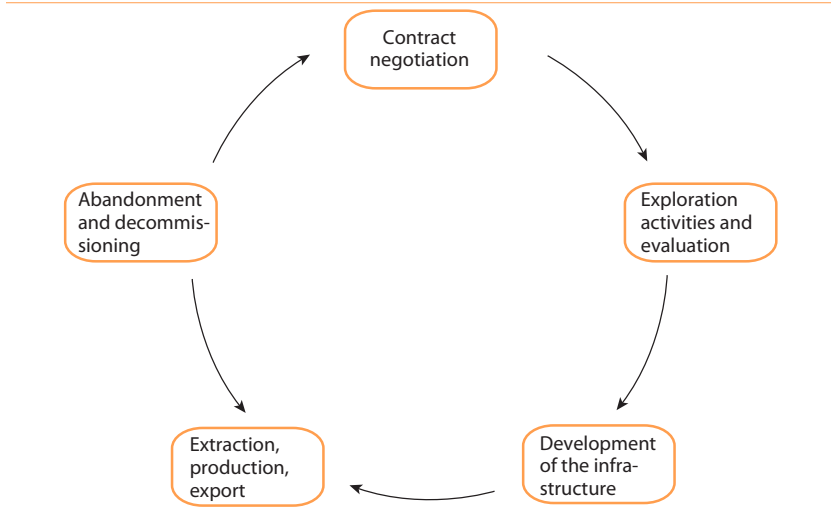 Contract
negotiation
Exploration
activities and
evaluation
Development
of the infra-
structure
Extraction,
production,
export
Abandonment
and decommis-
sioning